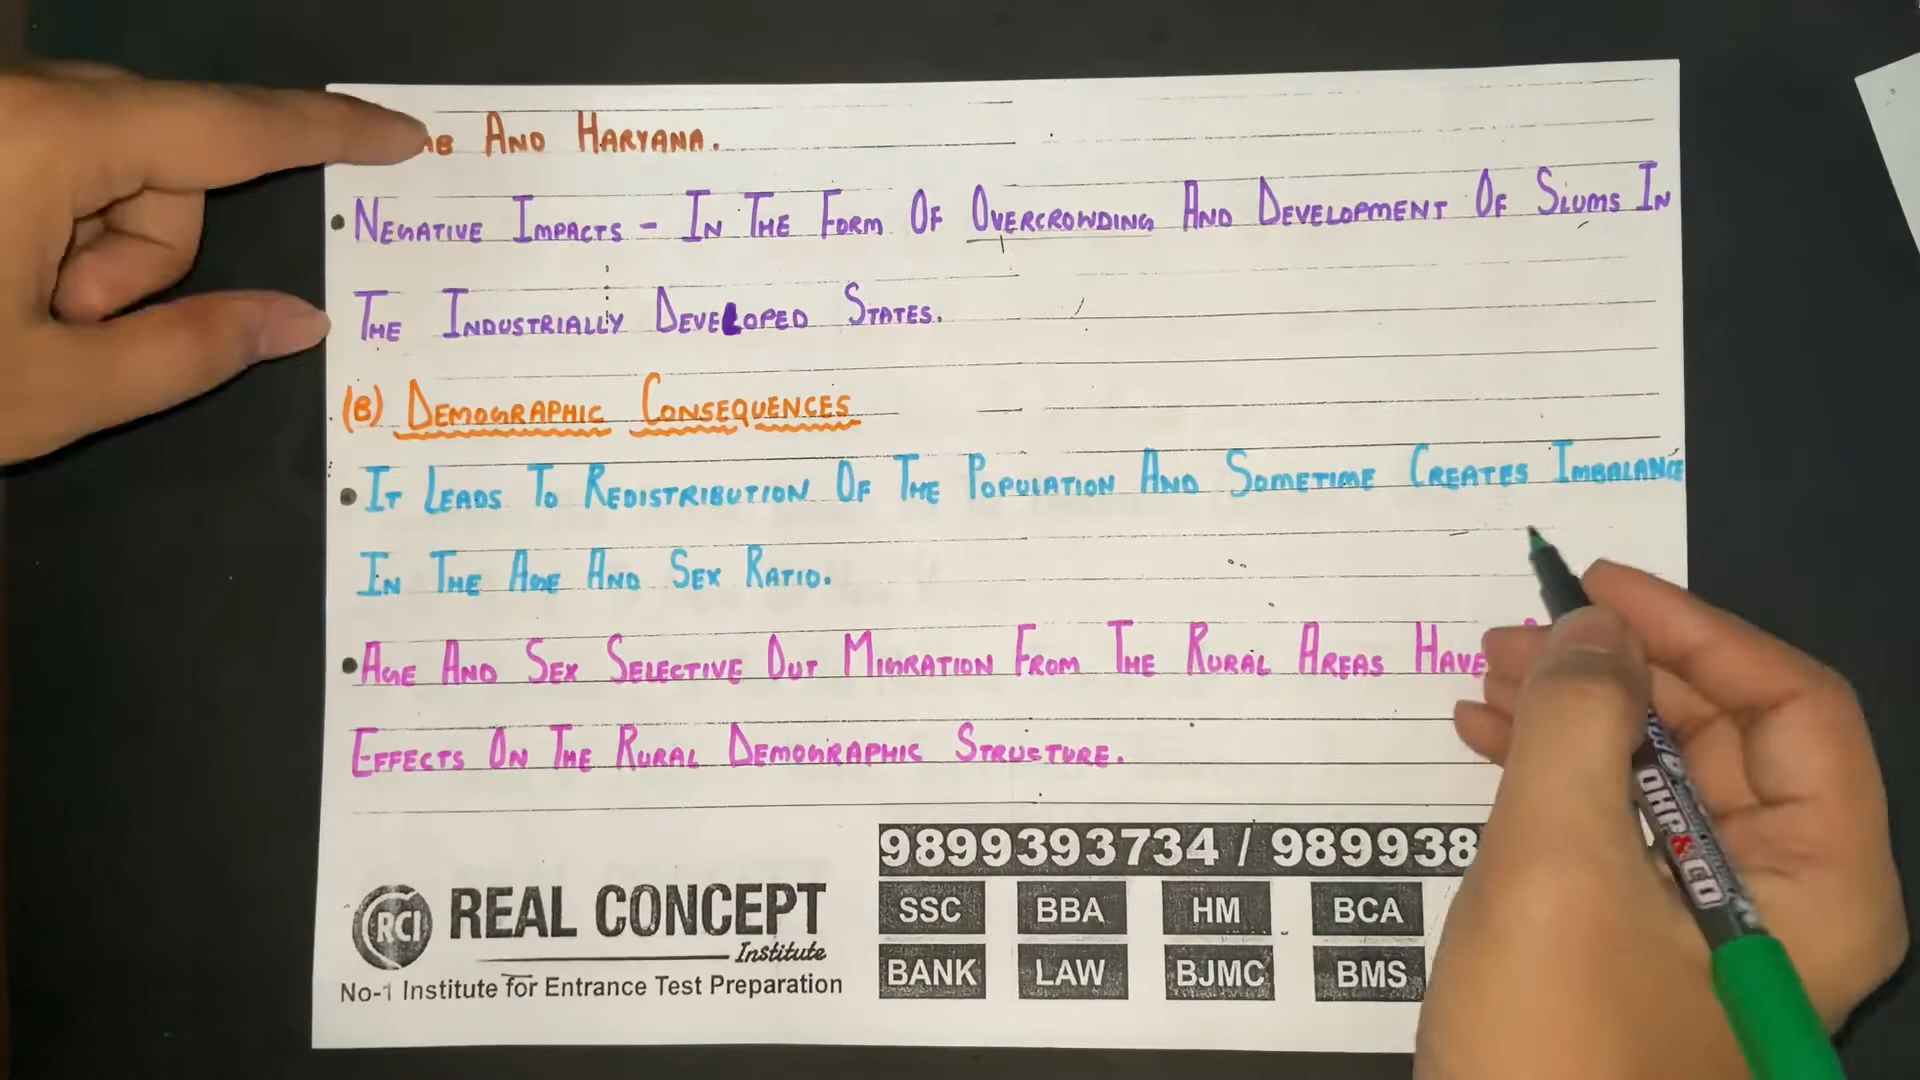 And Haryana.
• Negative Impacts - In The Form Of Overcrowding And Development Of Slums In
The Industrially Developed States.
(B) Demographic Consequences
• It Leads To Redistribution Of The Population And Sometime Creates Imbalance
In The Age And Sex Ratio.
• Age And Sex Selective Out Migration From The Rural Areas Have
Effects On The Rural Demographic Structure.
9899393734 / 989938
RCI REAL CONCEPT
Institute
No-1 Institute for Entrance Test Preparation
SSC BBA HM BCA
BANK LAW BJMC BMS
OHP & CD